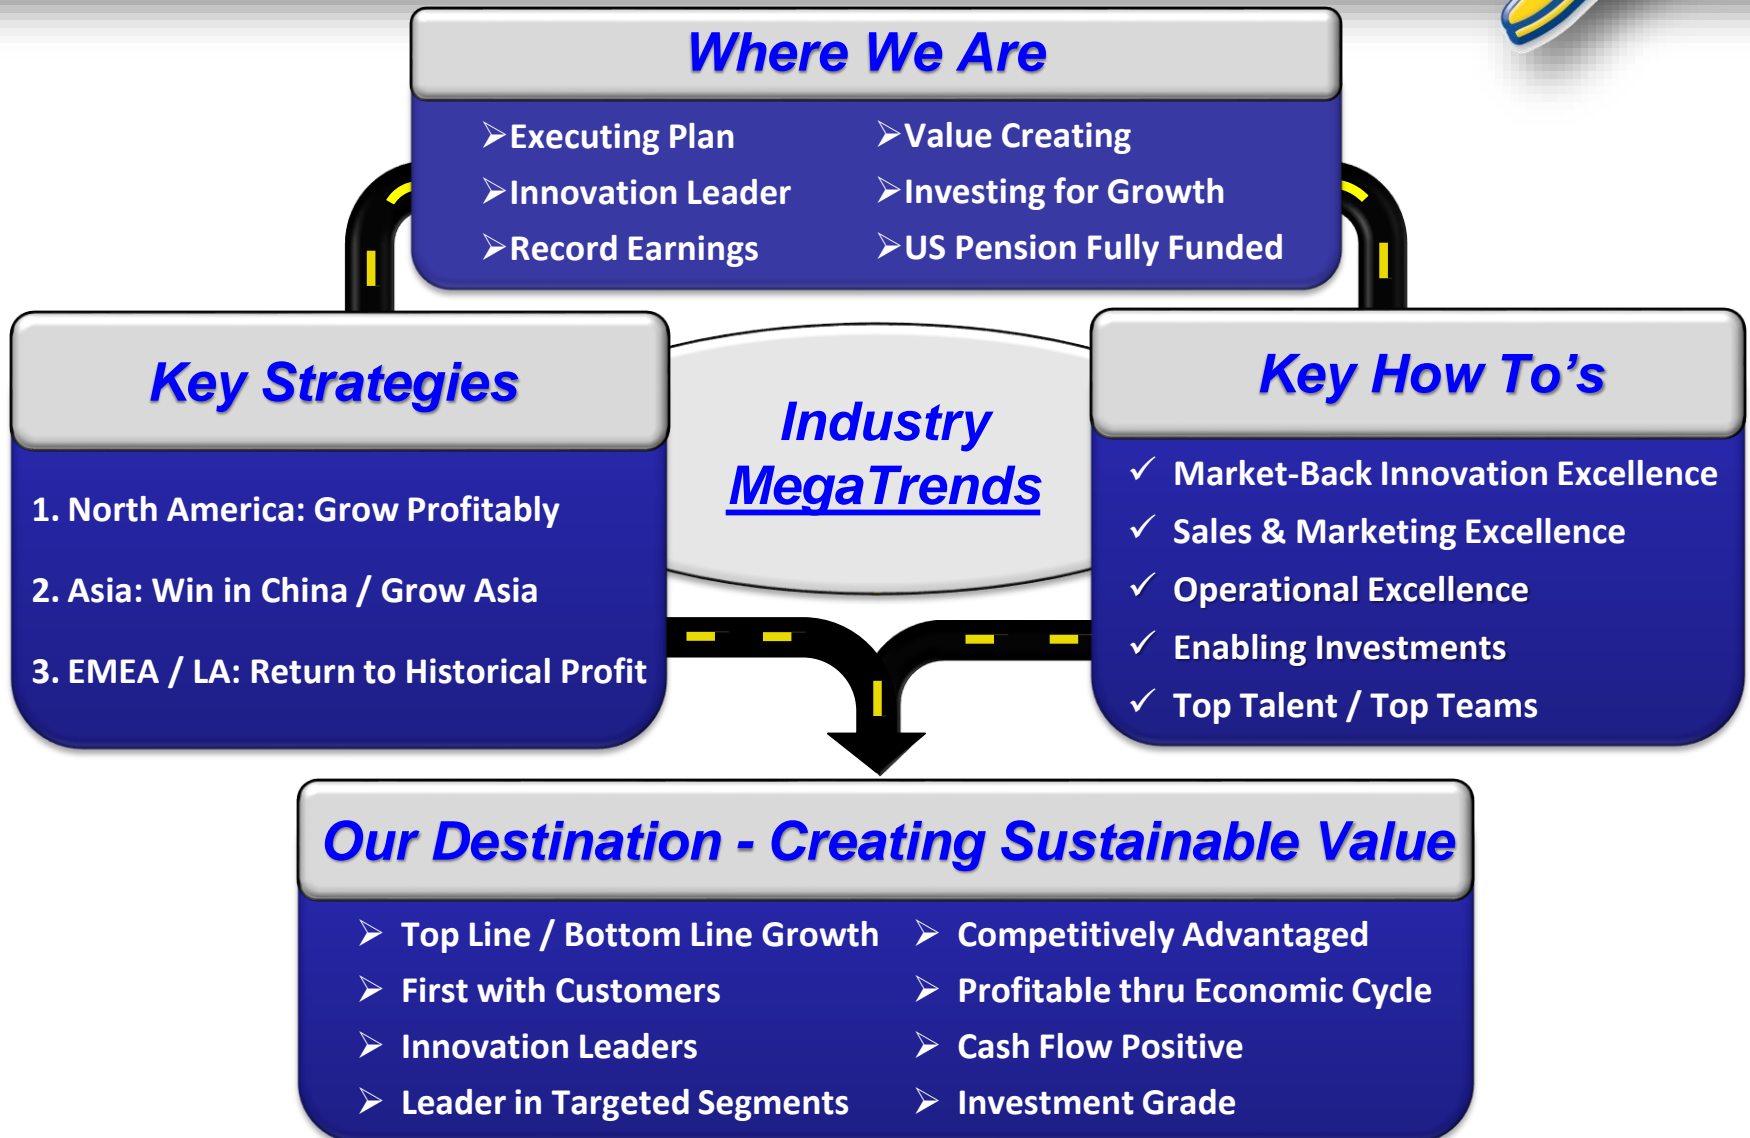 Where We Are
➢Executing Plan
➢Innovation Leader
➢Record Earnings
➢Value Creating
➢Investing for Growth
➢US Pension Fully Funded
Key Strategies
1. North America: Grow Profitably
2. Asia: Win in China / Grow Asia
3. EMEA / LA: Return to Historical Profit
Industry
MegaTrends
Key How To’s
✓ Market-Back Innovation Excellence
✓ Sales & Marketing Excellence
✓ Operational Excellence
✓ Enabling Investments
✓ Top Talent / Top Teams
Our Destination - Creating Sustainable Value
➢ Top Line / Bottom Line Growth
➢ First with Customers
➢ Innovation Leaders
➢ Leader in Targeted Segments
➢ Competitively Advantaged
➢ Profitable thru Economic Cycle
➢ Cash Flow Positive
➢ Investment Grade